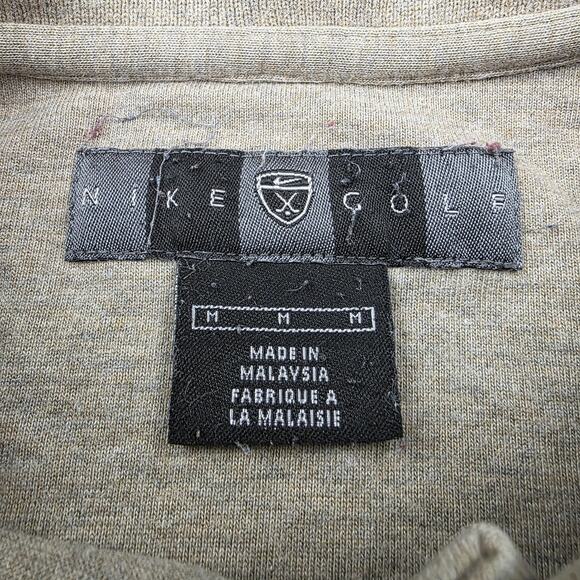 NIKE GOLF
M M M
MADE IN
MALAYSIA
FABRIQUE A
LA MALAISIE